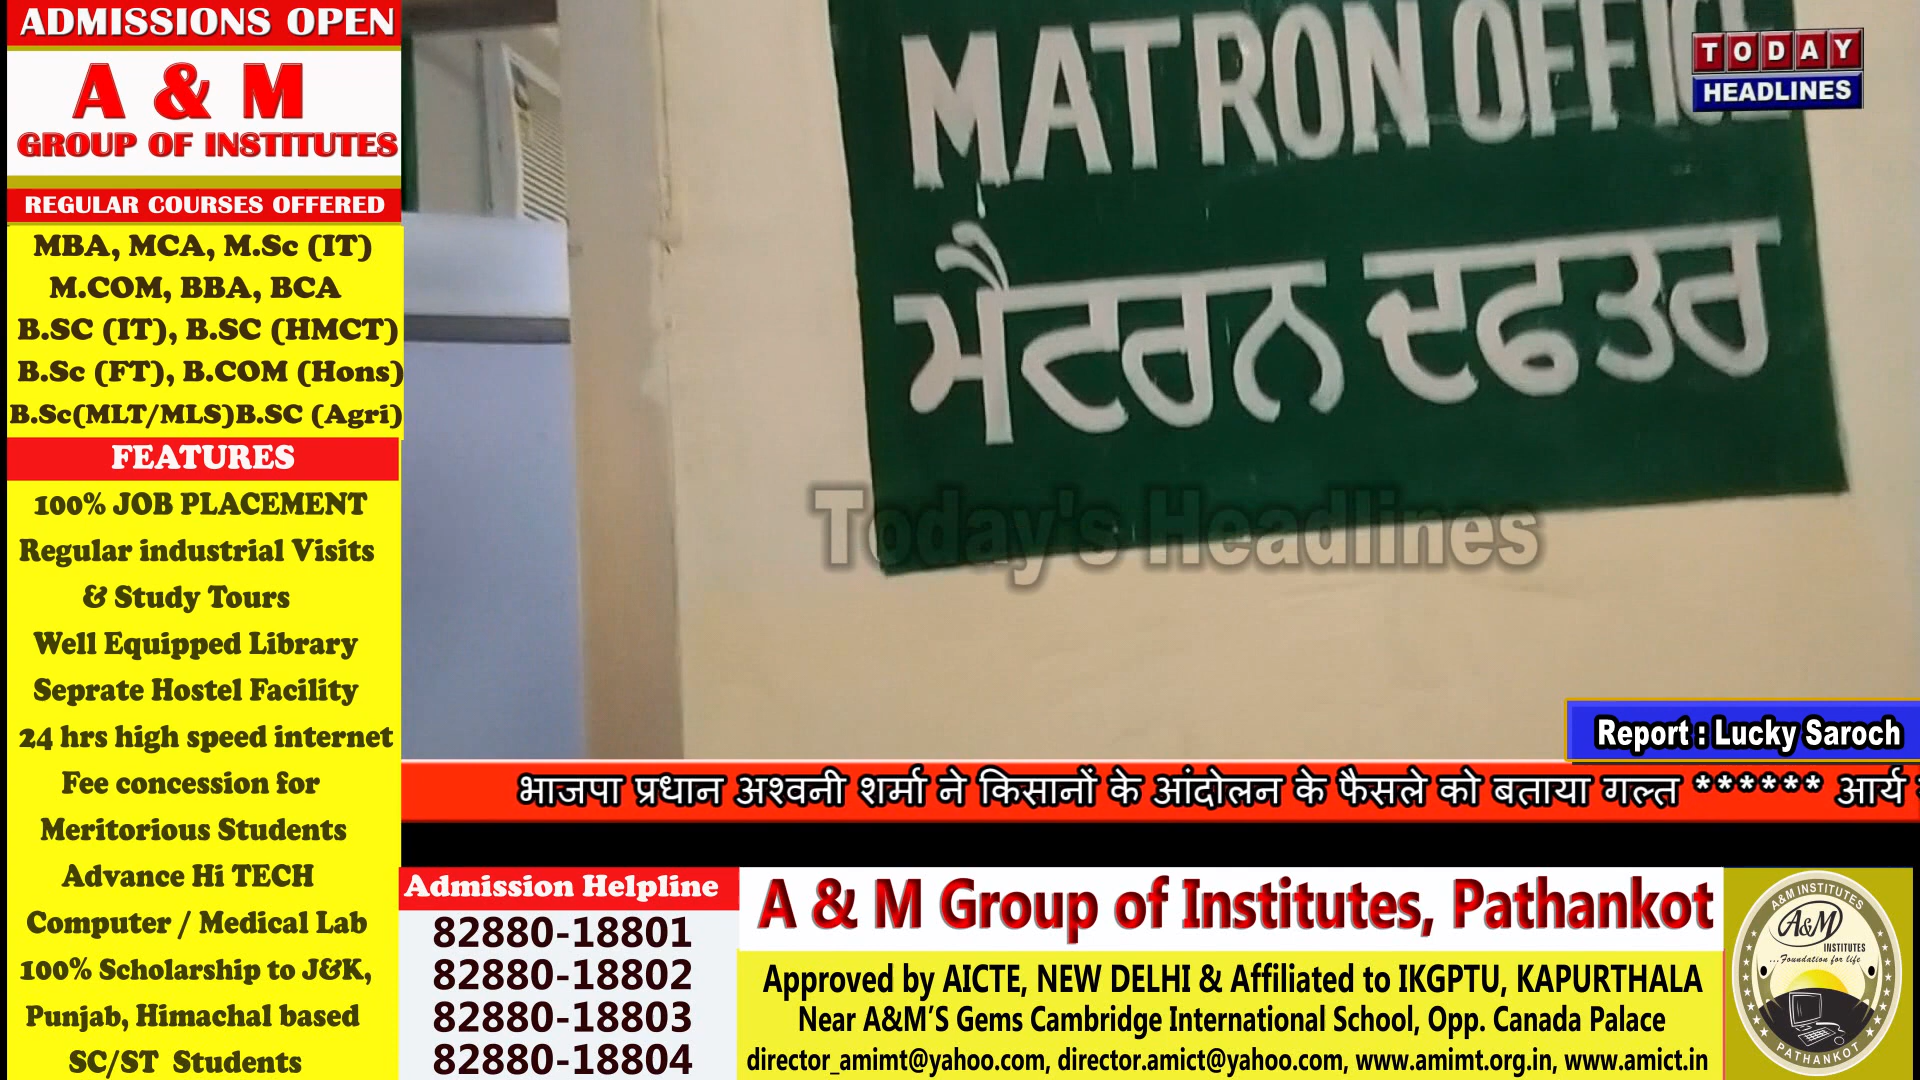 ADMISSIONS OPEN
A & M
GROUP OF INSTITUTES
REGULAR COURSES OFFERED
MBA, MCA, M.Sc (IT)
M.COM, BBA, BCA
B.SC (IT), B.SC (HMCT)
B.Sc (FT), B.COM (Hons)
B.Sc(MLT/MLS)B.SC (Agri)
FEATURES
100% JOB PLACEMENT
Regular industrial Visits
& Study Tours
Well Equipped Library
Seprate Hostel Facility
24 hrs high speed internet
Fee concession for
Meritorious Students
Advance Hi TECH
Computer / Medical Lab
100% Scholarship to J&K,
Punjab, Himachal based
SC/ST Students
MATRON OFFICE
ਮੈਟਰਨ ਦਫਤਰ
TODAY
HEADLINES
Today's Headlines
Report : Lucky Saroch
भाजपा प्रधान अश्वनी शर्मा ने किसानों के आंदोलन के फैसले को बताया गल्त ****** आर्य
Admission Helpline
82880-18801
82880-18802
82880-18803
82880-18804
A & M Group of Institutes, Pathankot
Approved by AICTE, NEW DELHI & Affiliated to IKGPTU, KAPURTHALA
Near A&M'S Gems Cambridge International School, Opp. Canada Palace
director_amimt@yahoo.com, director.amict@yahoo.com, www.amimt.org.in, www.amict.in
A&M INSTITUTES
A&M
INSTITUTES
...Foundation for life
PATHANKOT